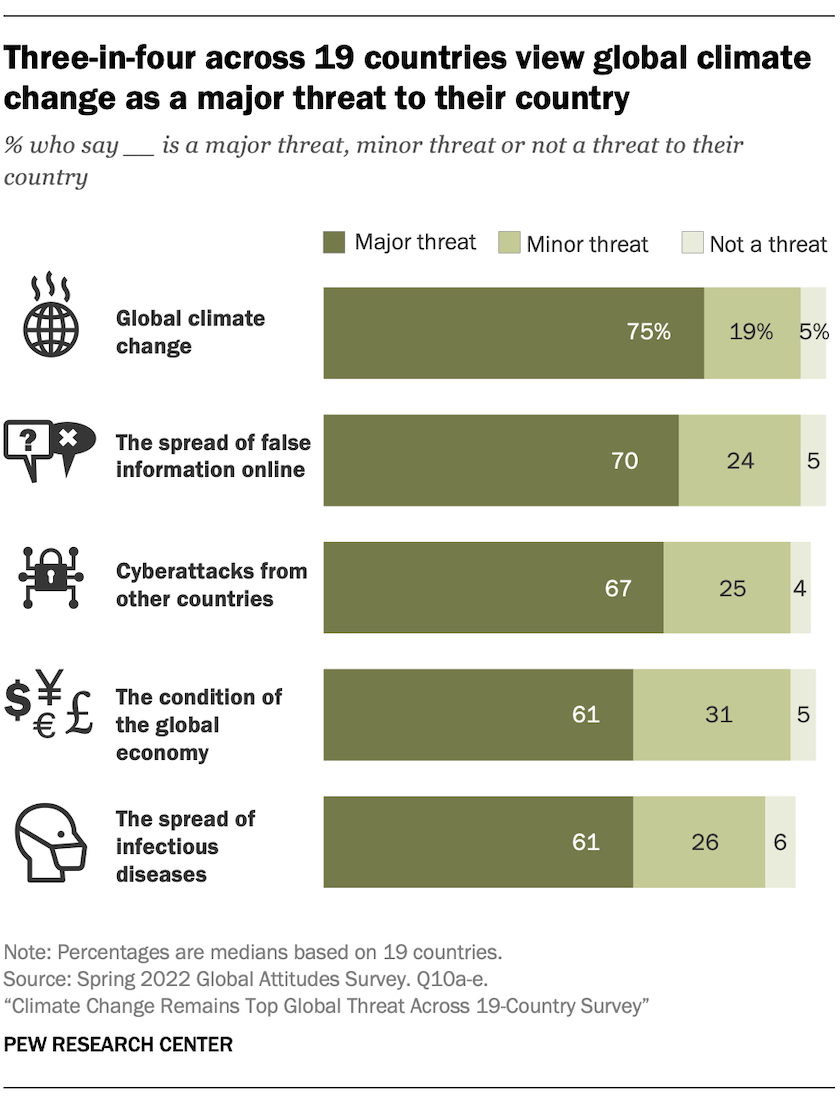 Three-in-four across 19 countries view global climate
change as a major threat to their country
% who say __ is a major threat, minor threat or not a threat to their
country
Major threat Minor threat Not a threat
Global climate
change
75% 19% 5%
The spread of false
information online
70 24 5
Cyberattacks from
other countries
67 25 4
$ ¥ € £
The condition of
the global
economy
61 31 5
The spread of
infectious
diseases
61 26 6
Note: Percentages are medians based on 19 countries.
Source: Spring 2022 Global Attitudes Survey. Q10a-e.
“Climate Change Remains Top Global Threat Across 19-Country Survey”
PEW RESEARCH CENTER